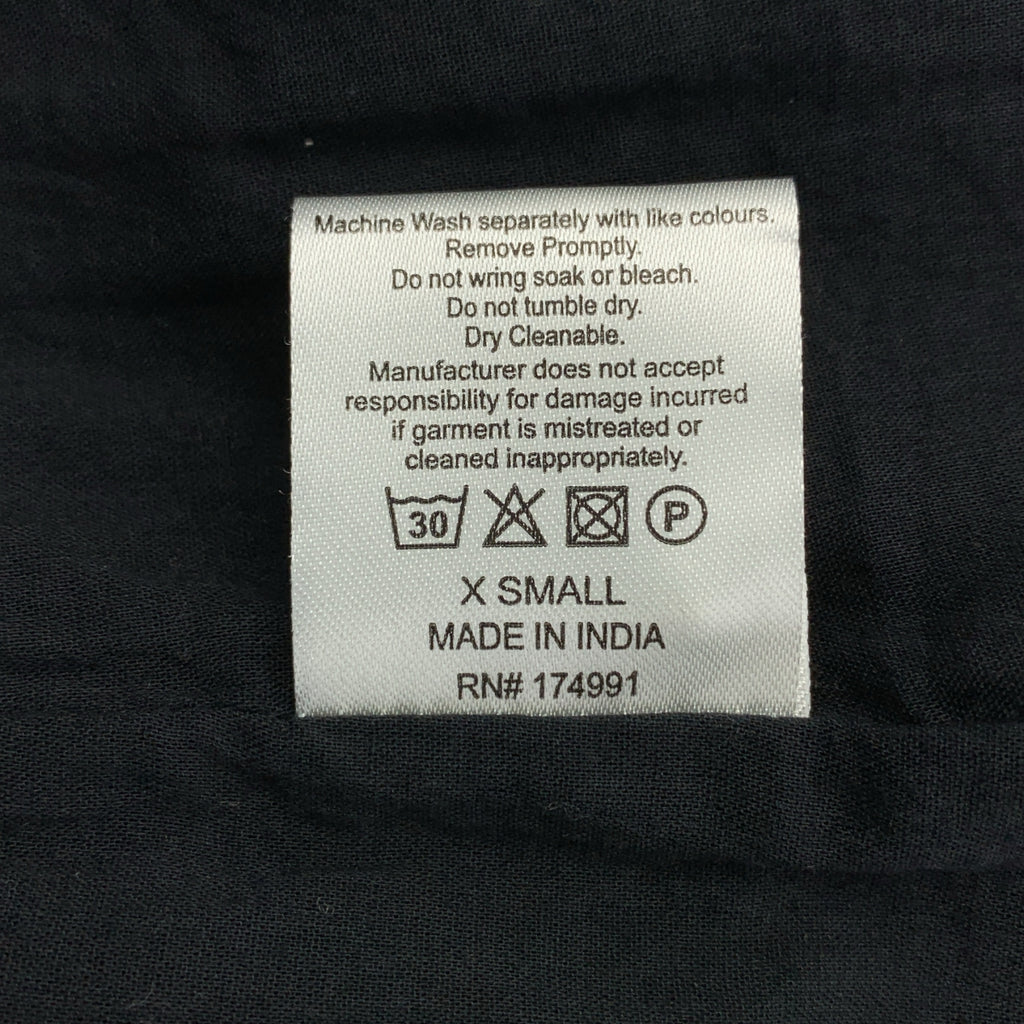 Machine Wash separately with like colours.
Remove Promptly.
Do not wring soak or bleach.
Do not tumble dry.
Dry Cleanable.
Manufacturer does not accept
responsibility for damage incurred
if garment is mistreated or
cleaned inappropriately.
30 P
X SMALL
MADE IN INDIA
RN# 174991